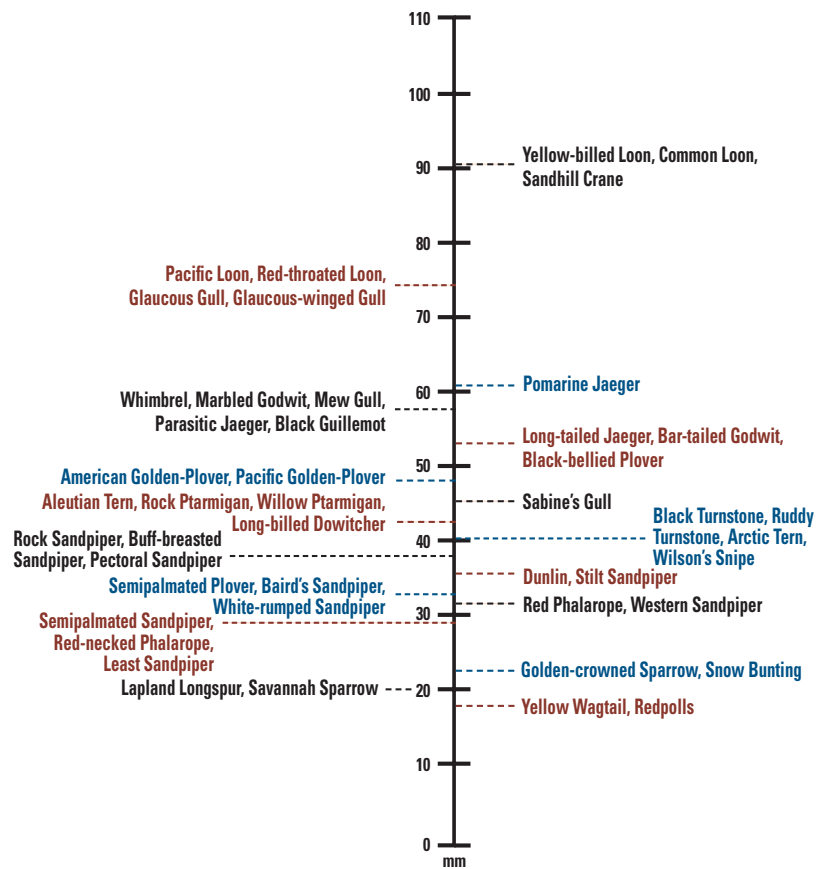 110
100
Yellow-billed Loon, Common Loon,
Sandhill Crane
90
80
Pacific Loon, Red-throated Loon,
Glaucous Gull, Glaucous-winged Gull
70
Pomarine Jaeger
60
Whimbrel, Marbled Godwit, Mew Gull,
Parasitic Jaeger, Black Guillemot
Long-tailed Jaeger, Bar-tailed Godwit,
Black-bellied Plover
50
American Golden-Plover, Pacific Golden-Plover
Aleutian Tern, Rock Ptarmigan, Willow Ptarmigan,
Long-billed Dowitcher
Sabine's Gull
Black Turnstone, Ruddy
Turnstone, Arctic Tern,
Wilson's Snipe
40
Rock Sandpiper, Buff-breasted
Sandpiper, Pectoral Sandpiper
Dunlin, Stilt Sandpiper
Semipalmated Plover, Baird's Sandpiper,
White-rumped Sandpiper
Red Phalarope, Western Sandpiper
30
Semipalmated Sandpiper,
Red-necked Phalarope,
Least Sandpiper
Golden-crowned Sparrow, Snow Bunting
Lapland Longspur, Savannah Sparrow
20
Yellow Wagtail, Redpolls
10
0
mm